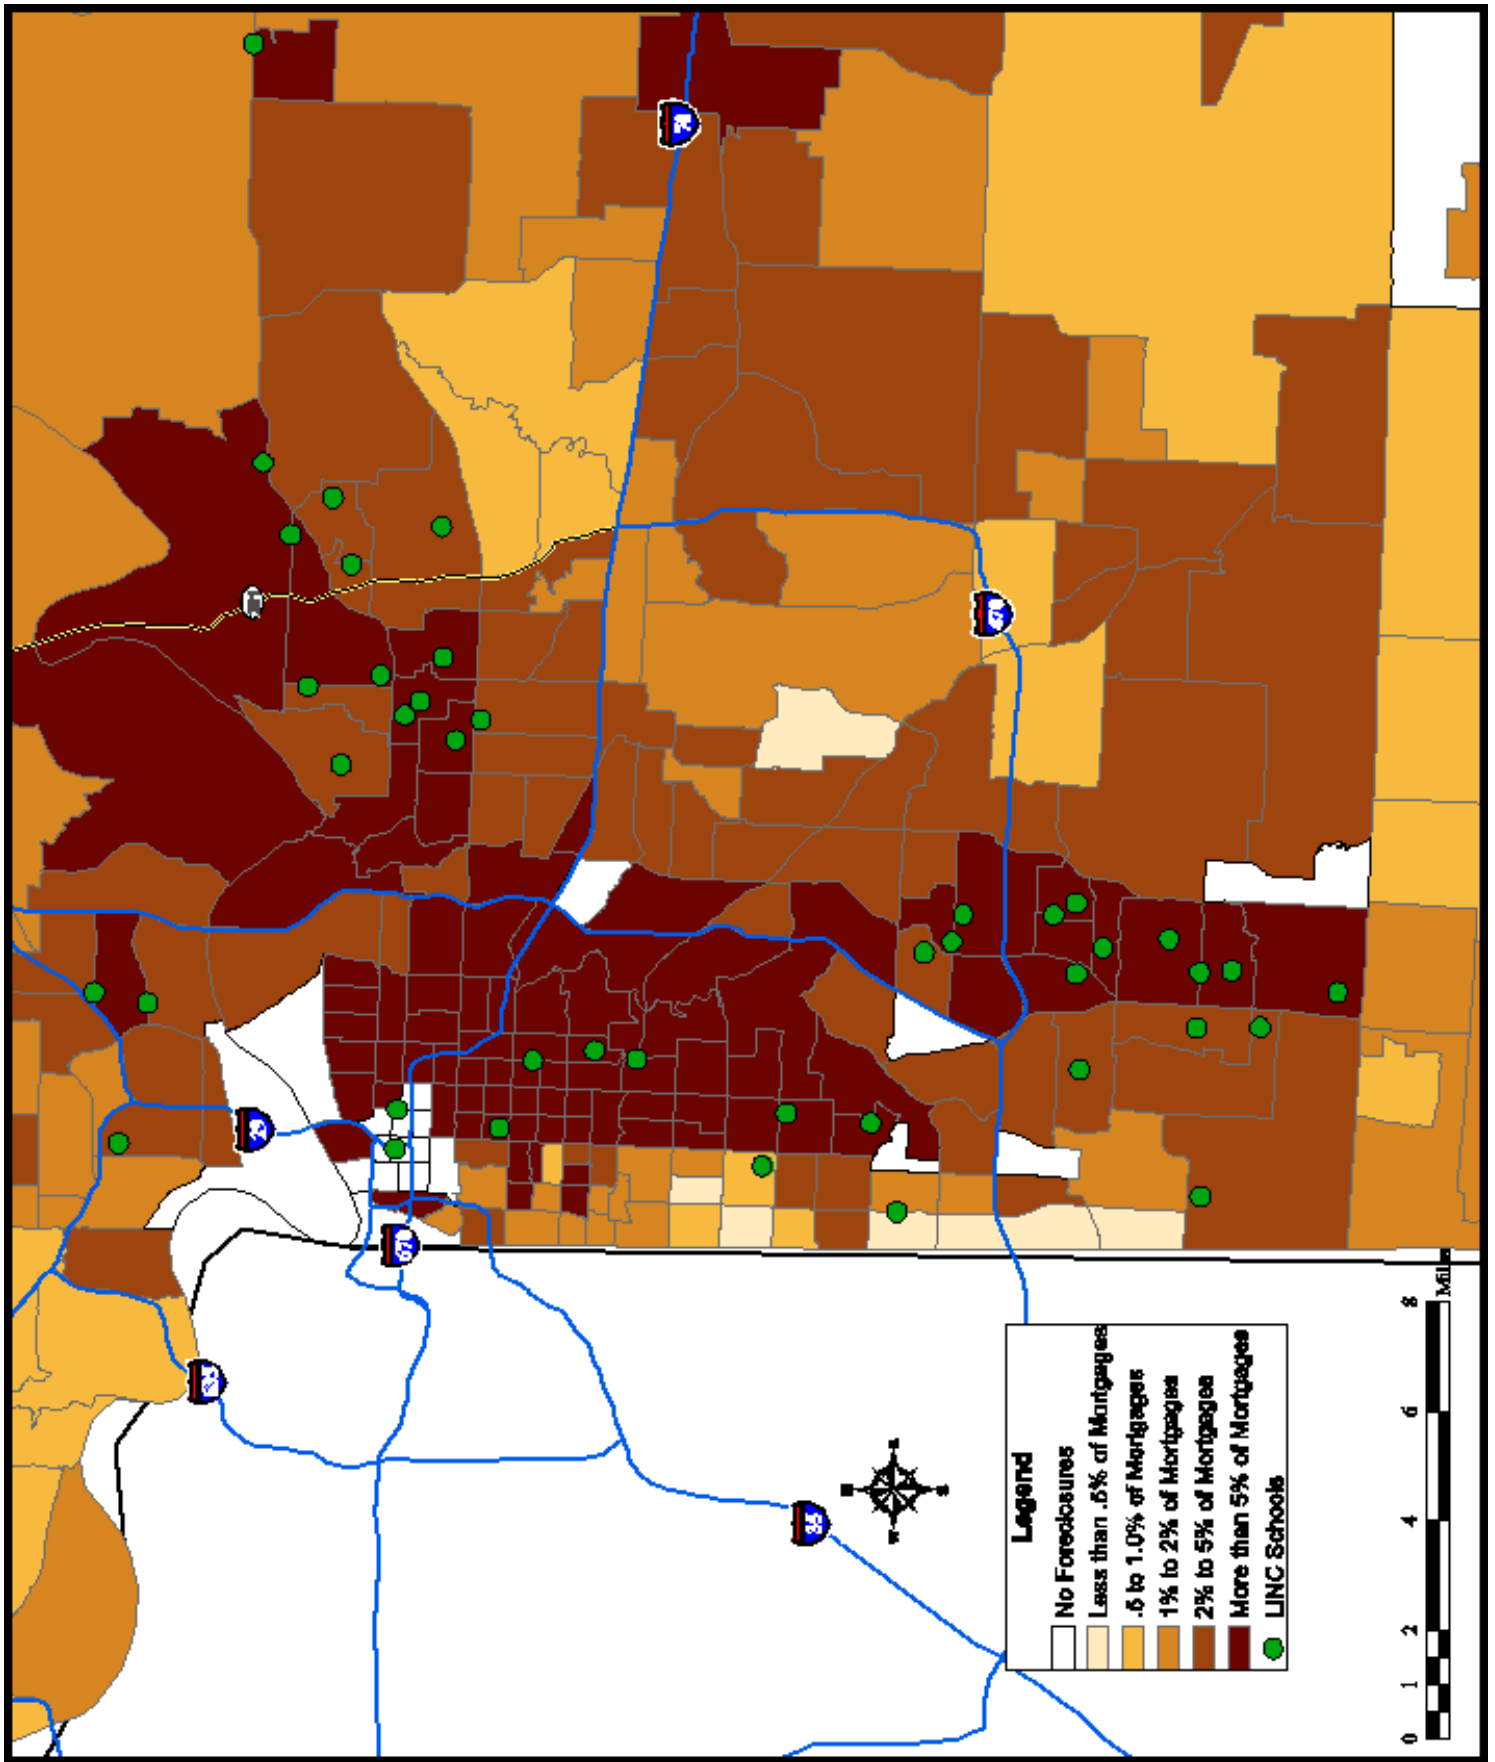 Legend
No Foreclosures
Less than .5% of Mortgages
.5 to 1.0% of Mortgages
1% to 2% of Mortgages
2% to 5% of Mortgages
More than 5% of Mortgages
LINC Schools
0 1 2 4 6 8
Miles